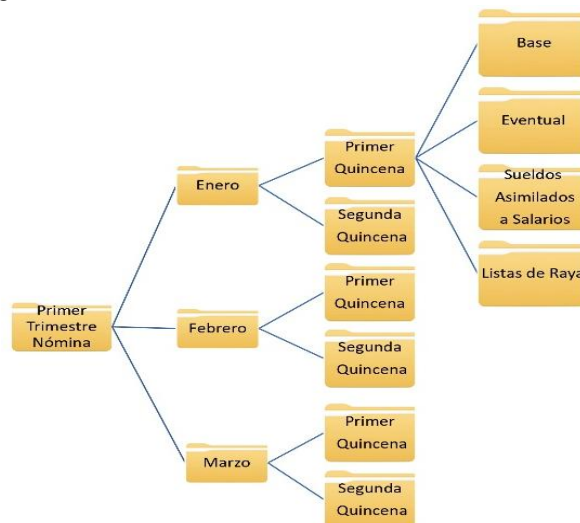 Primer
Trimestre
Nómina
Enero
Febrero
Marzo
Primer
Quincena
Segunda
Quincena
Primer
Quincena
Segunda
Quincena
Primer
Quincena
Segunda
Quincena
Base
Eventual
Sueldos
Asimilados
a Salarios
Listas de Raya